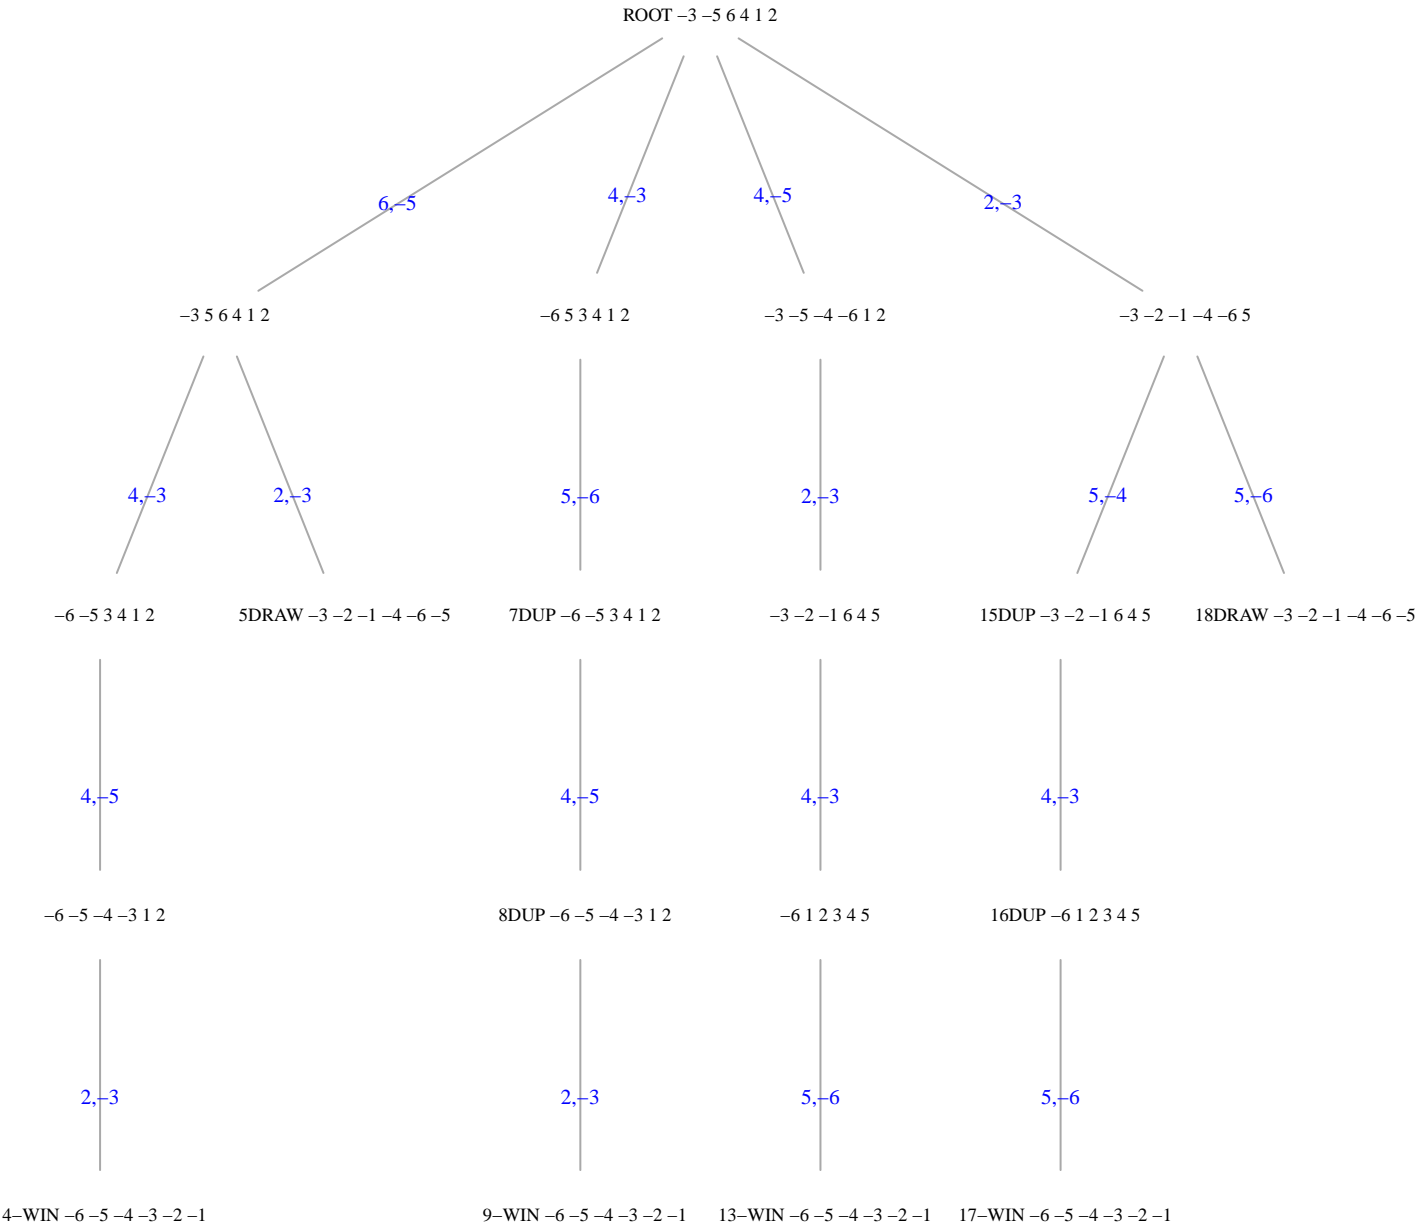 ROOT –3 –5 6 4 1 2
6,–5
4,–3
4,–5
2,–3
–3 5 6 4 1 2
–6 5 3 4 1 2
–3 –5 –4 –6 1 2
–3 –2 –1 –4 –6 5
4,–3
2,–3
5,–6
2,–3
5,–4
5,–6
–6 –5 3 4 1 2
5DRAW –3 –2 –1 –4 –6 –5
7DUP –6 –5 3 4 1 2
–3 –2 –1 6 4 5
15DUP –3 –2 –1 6 4 5
18DRAW –3 –2 –1 –4 –6 –5
4,–5
4,–5
4,–3
4,–3
–6 –5 –4 –3 1 2
8DUP –6 –5 –4 –3 1 2
–6 1 2 3 4 5
16DUP –6 1 2 3 4 5
2,–3
2,–3
5,–6
5,–6
4–WIN –6 –5 –4 –3 –2 –1
9–WIN –6 –5 –4 –3 –2 –1
13–WIN –6 –5 –4 –3 –2 –1
17–WIN –6 –5 –4 –3 –2 –1